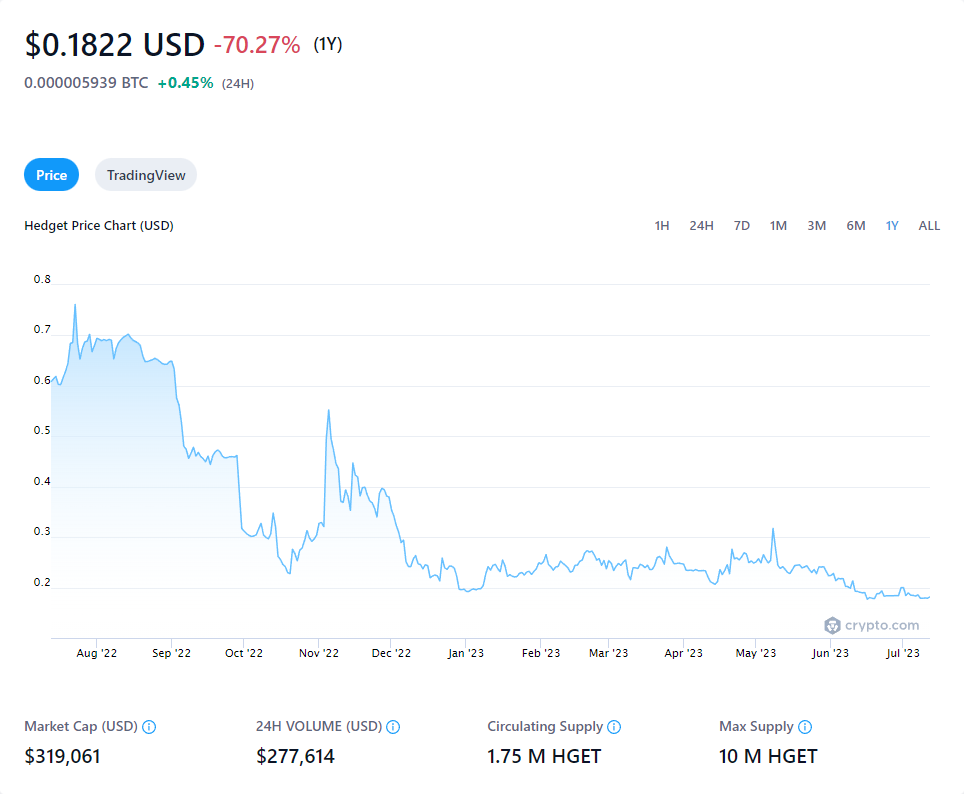 $0.1822 USD -70.27% (1Y)
0.000005939 BTC +0.45% (24H)
Price TradingView
Hedget Price Chart (USD) 1H 24H 7D 1M 3M 6M 1Y ALL
0.8
0.7
0.6
0.5
0.4
0.3
0.2
crypto.com
Aug '22 Sep '22 Oct '22 Nov '22 Dec '22 Jan '23 Feb '23 Mar '23 Apr '23 May '23 Jun '23 Jul '23
Market Cap (USD) 24H VOLUME (USD) Circulating Supply Max Supply
$319,061 $277,614 1.75 M HGET 10 M HGET